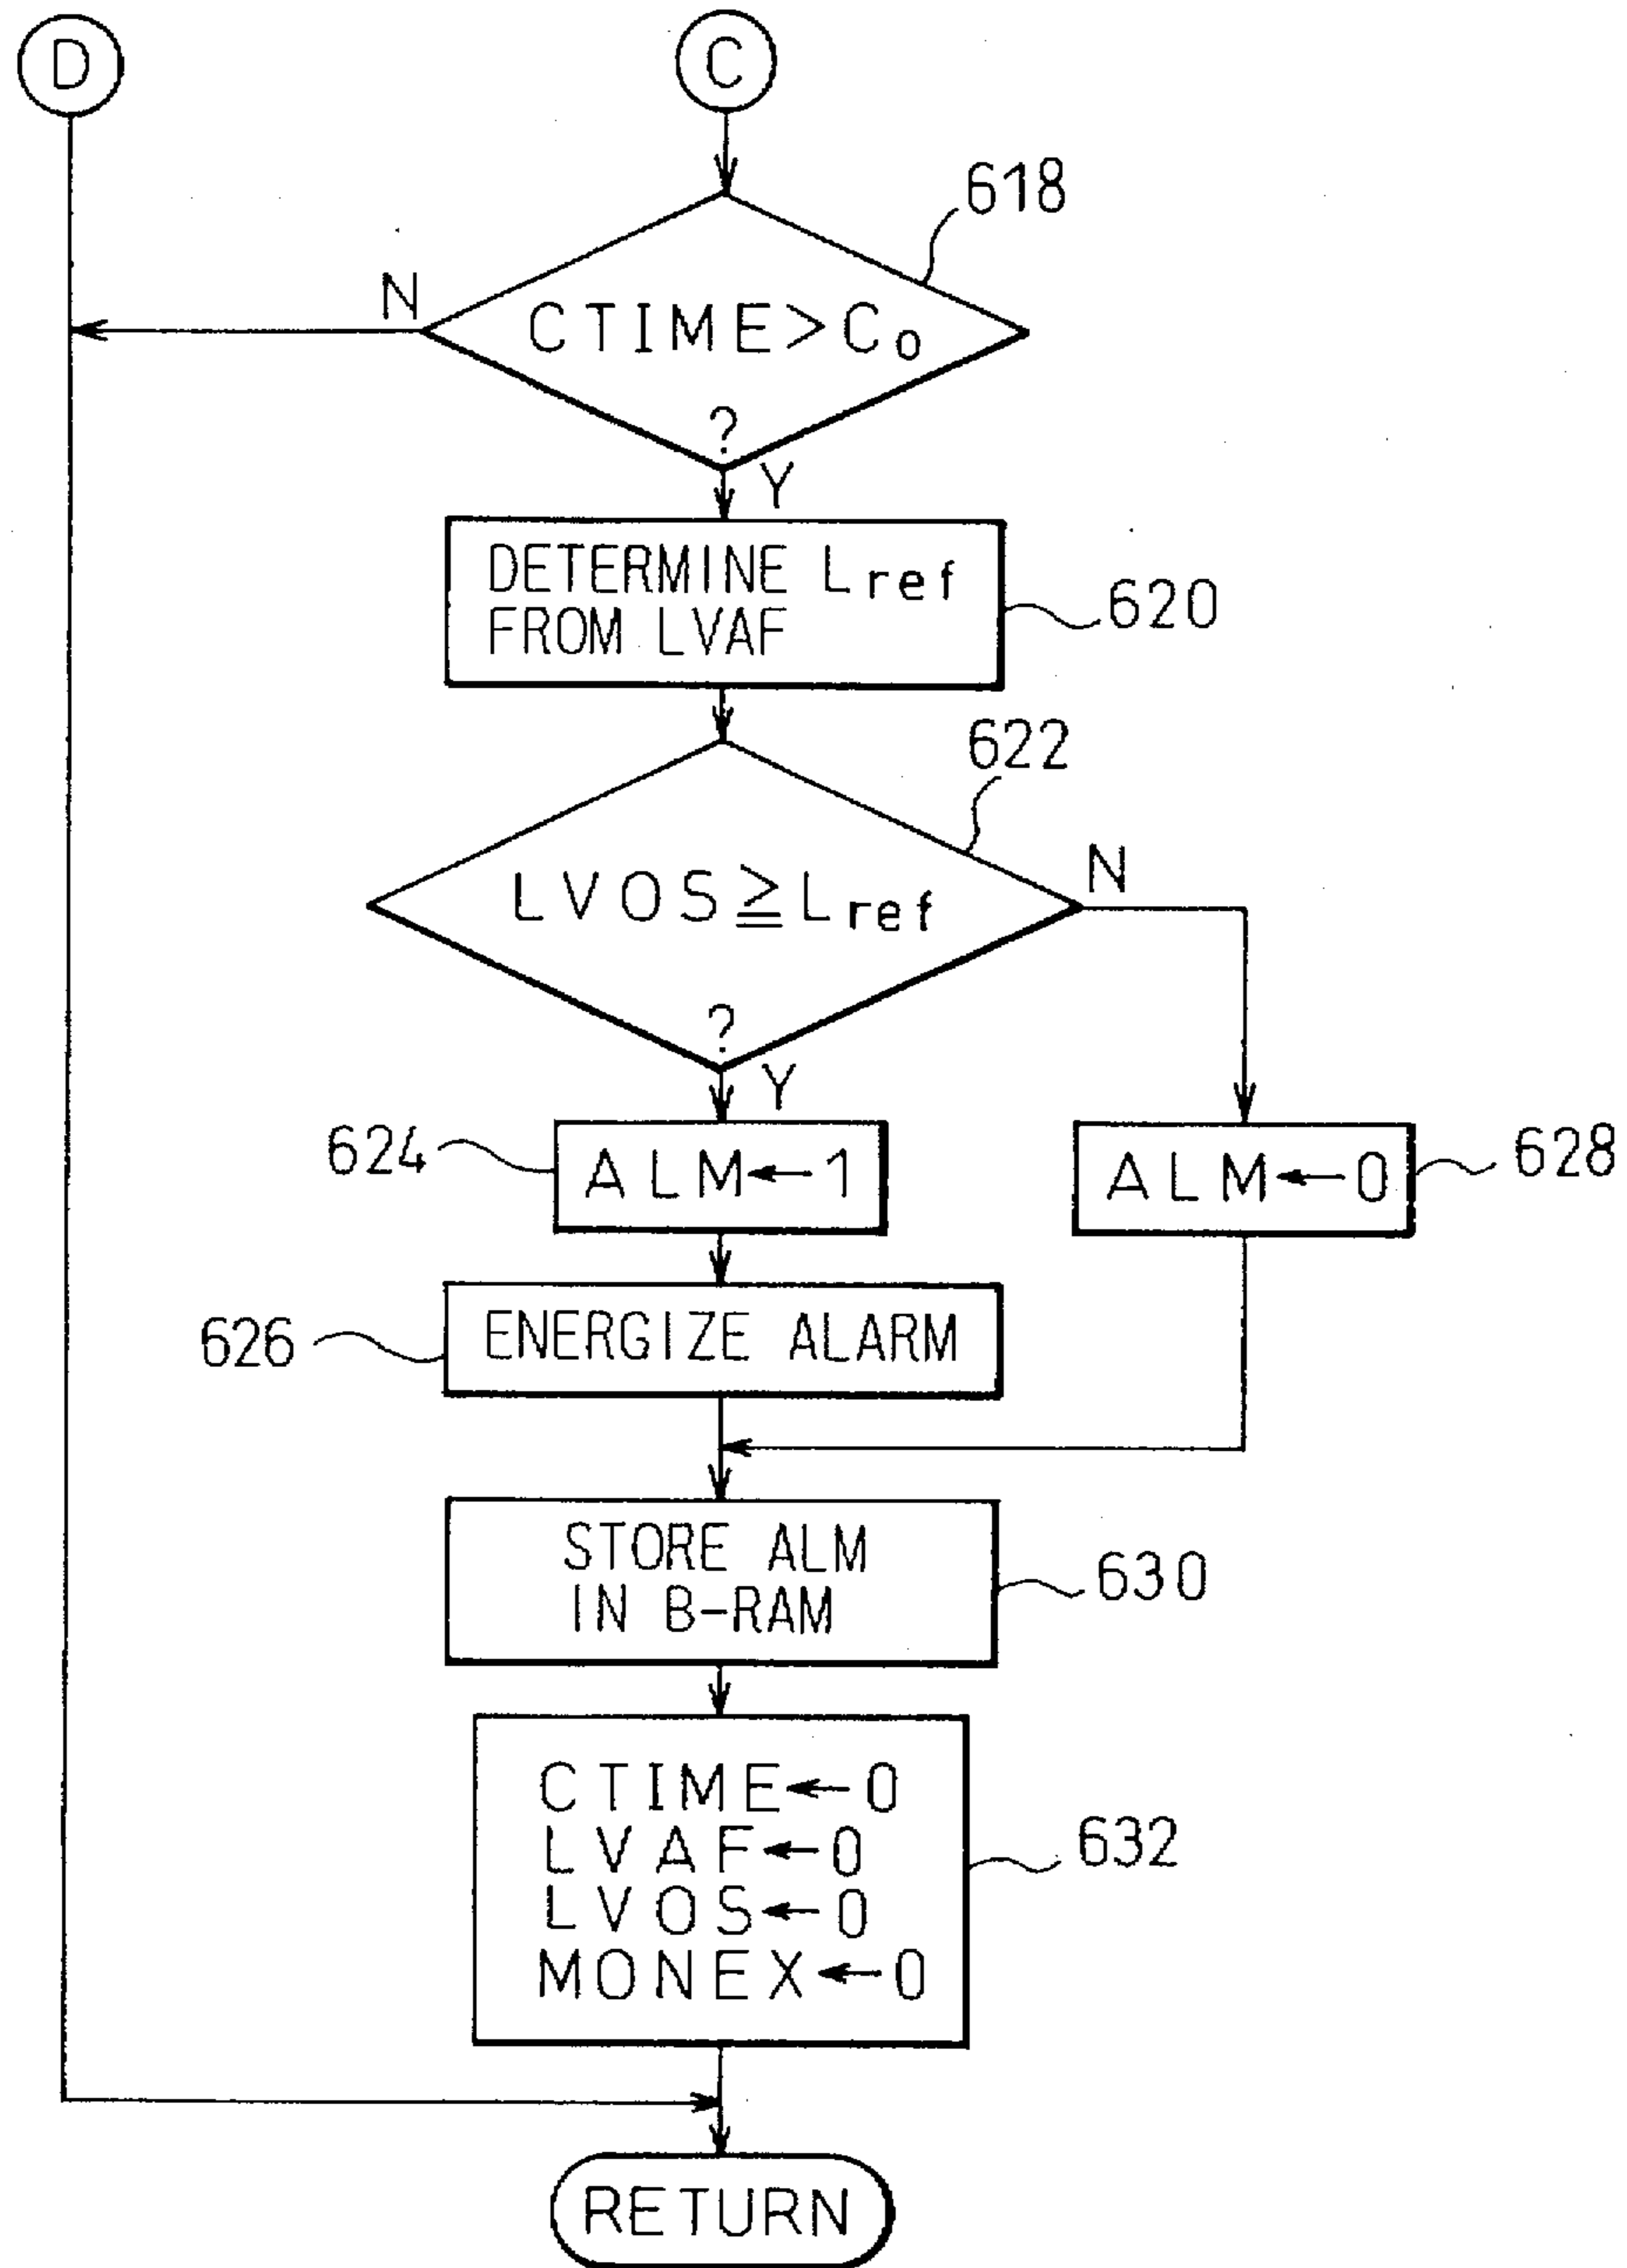 D
C
618
N
CTIME>C₀
?
Y
DETERMINE Lref
FROM LVAF
620
622
LVOS≧Lref
N
?
Y
624
ALM←1
ALM←0
628
626
ENERGIZE ALARM
STORE ALM
IN B-RAM
630
CTIME←0
LVAF←0
LVOS←0
MONEX←0
632
RETURN